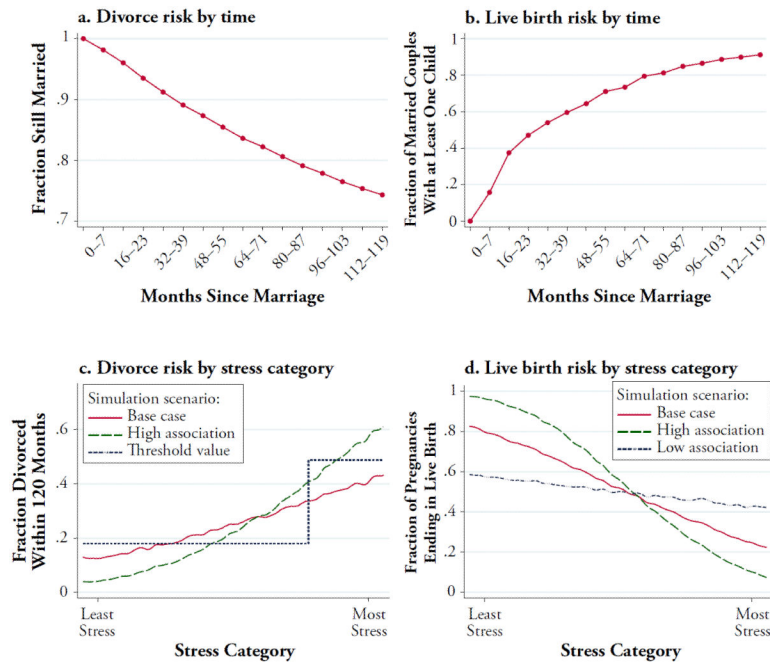 a. Divorce risk by time
Fraction Still Married
1
.9
.8
.7
0–7
16–23
32–39
48–55
64–71
80–87
96–103
112–119
Months Since Marriage
b. Live birth risk by time
Fraction of Married Couples
With at Least One Child
1
.8
.6
.4
.2
0
0–7
16–23
32–39
48–55
64–71
80–87
96–103
112–119
Months Since Marriage
c. Divorce risk by stress category
Simulation scenario:
Base case
High association
Threshold value
Fraction Divorced
Within 120 Months
.6
.4
.2
0
Least
Stress
Most
Stress
Stress Category
d. Live birth risk by stress category
Simulation scenario:
Base case
High association
Low association
Fraction of Pregnancies
Ending in Live Birth
1
.8
.6
.4
.2
0
Least
Stress
Most
Stress
Stress Category